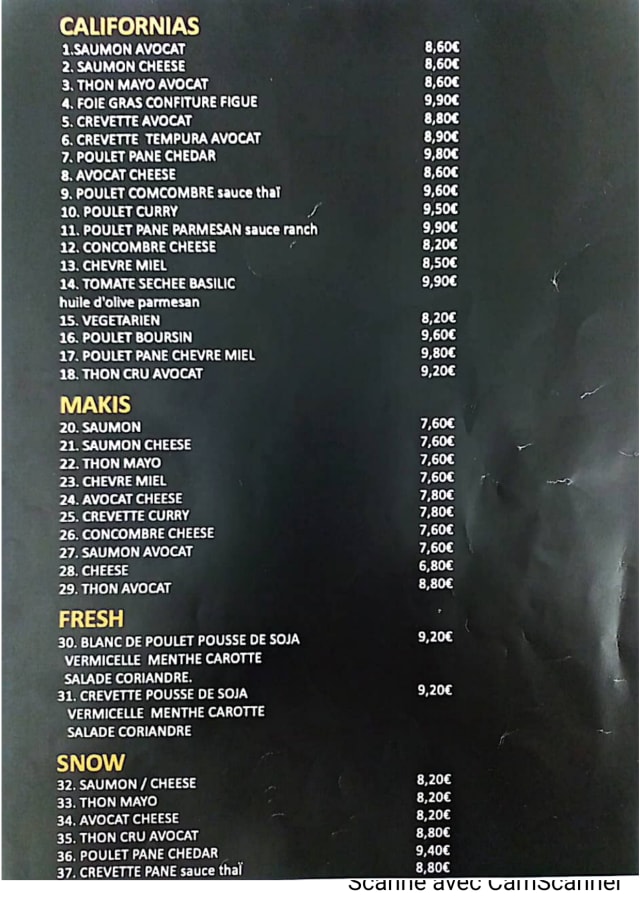 CALIFORNIAS
1.SAUMON AVOCAT 8,60€
2. SAUMON CHEESE 8,60€
3. THON MAYO AVOCAT 8,60€
4. FOIE GRAS CONFITURE FIGUE 9,90€
5. CREVETTE AVOCAT 8,80€
6. CREVETTE TEMPURA AVOCAT 8,90€
7. POULET PANE CHEDAR 9,80€
8. AVOCAT CHEESE 8,60€
9. POULET COMCOMBRE sauce thaï 9,60€
10. POULET CURRY 9,50€
11. POULET PANE PARMESAN sauce ranch 9,90€
12. CONCOMBRE CHEESE 8,20€
13. CHEVRE MIEL 8,50€
14. TOMATE SECHEE BASILIC 9,90€
huile d'olive parmesan
15. VEGETARIEN 8,20€
16. POULET BOURSIN 9,60€
17. POULET PANE CHEVRE MIEL 9,80€
18. THON CRU AVOCAT 9,20€
MAKIS
20. SAUMON 7,60€
21. SAUMON CHEESE 7,60€
22. THON MAYO 7,60€
23. CHEVRE MIEL 7,60€
24. AVOCAT CHEESE 7,80€
25. CREVETTE CURRY 7,80€
26. CONCOMBRE CHEESE 7,60€
27. SAUMON AVOCAT 7,60€
28. CHEESE 6,80€
29. THON AVOCAT 8,80€
FRESH
30. BLANC DE POULET POUSSE DE SOJA 9,20€
VERMICELLE MENTHE CAROTTE
SALADE CORIANDRE.
31. CREVETTE POUSSE DE SOJA 9,20€
VERMICELLE MENTHE CAROTTE
SALADE CORIANDRE
SNOW
32. SAUMON / CHEESE 8,20€
33. THON MAYO 8,20€
34. AVOCAT CHEESE 8,20€
35. THON CRU AVOCAT 8,80€
36. POULET PANE CHEDAR 9,40€
37. CREVETTE PANE sauce thaï 8,80€
Scanné avec CamScanner